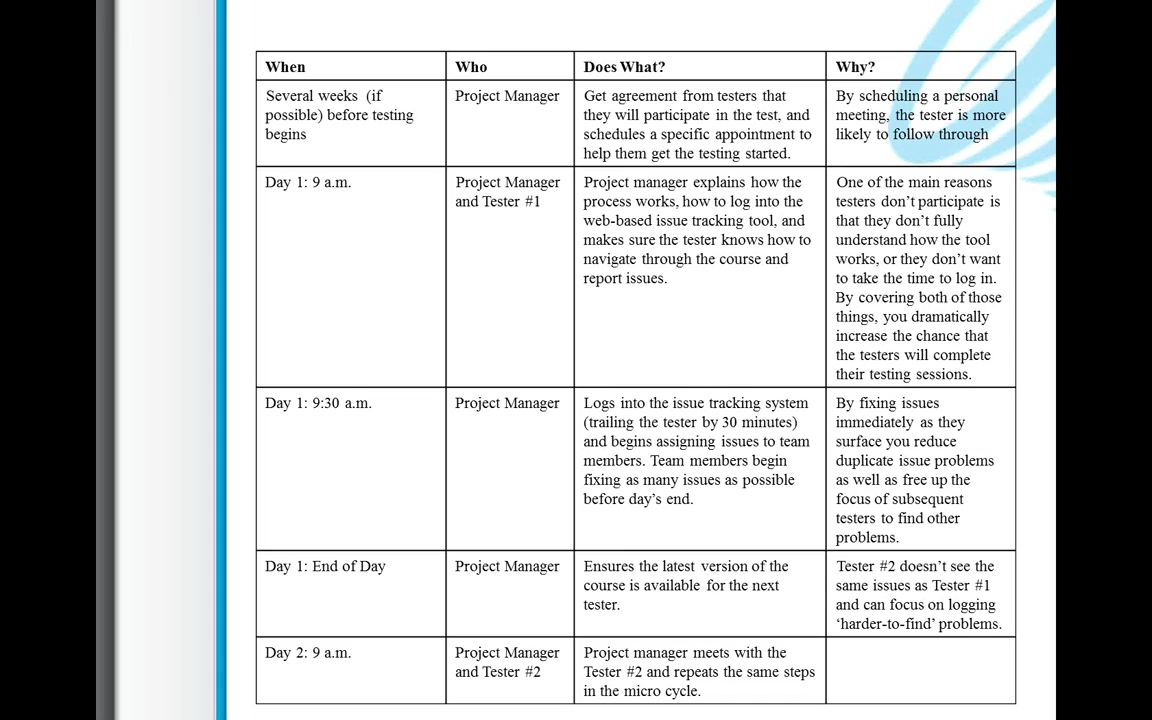 When Who Does What? Why?
Several weeks (if
possible) before testing
begins
Project Manager
Get agreement from testers that
they will participate in the test, and
schedules a specific appointment to
help them get the testing started.
By scheduling a personal
meeting, the tester is more
likely to follow through
Day 1: 9 a.m.
Project Manager
and Tester #1
Project manager explains how the
process works, how to log into the
web-based issue tracking tool, and
makes sure the tester knows how to
navigate through the course and
report issues.
One of the main reasons
testers don’t participate is
that they don’t fully
understand how the tool
works, or they don’t want
to take the time to log in.
By covering both of those
things, you dramatically
increase the chance that
the testers will complete
their testing sessions.
Day 1: 9:30 a.m.
Project Manager
Logs into the issue tracking system
(trailing the tester by 30 minutes)
and begins assigning issues to team
members. Team members begin
fixing as many issues as possible
before day’s end.
By fixing issues
immediately as they
surface you reduce
duplicate issue problems
as well as free up the
focus of subsequent
testers to find other
problems.
Day 1: End of Day
Project Manager
Ensures the latest version of the
course is available for the next
tester.
Tester #2 doesn’t see the
same issues as Tester #1
and can focus on logging
‘harder-to-find’ problems.
Day 2: 9 a.m.
Project Manager
and Tester #2
Project manager meets with the
Tester #2 and repeats the same steps
in the micro cycle.